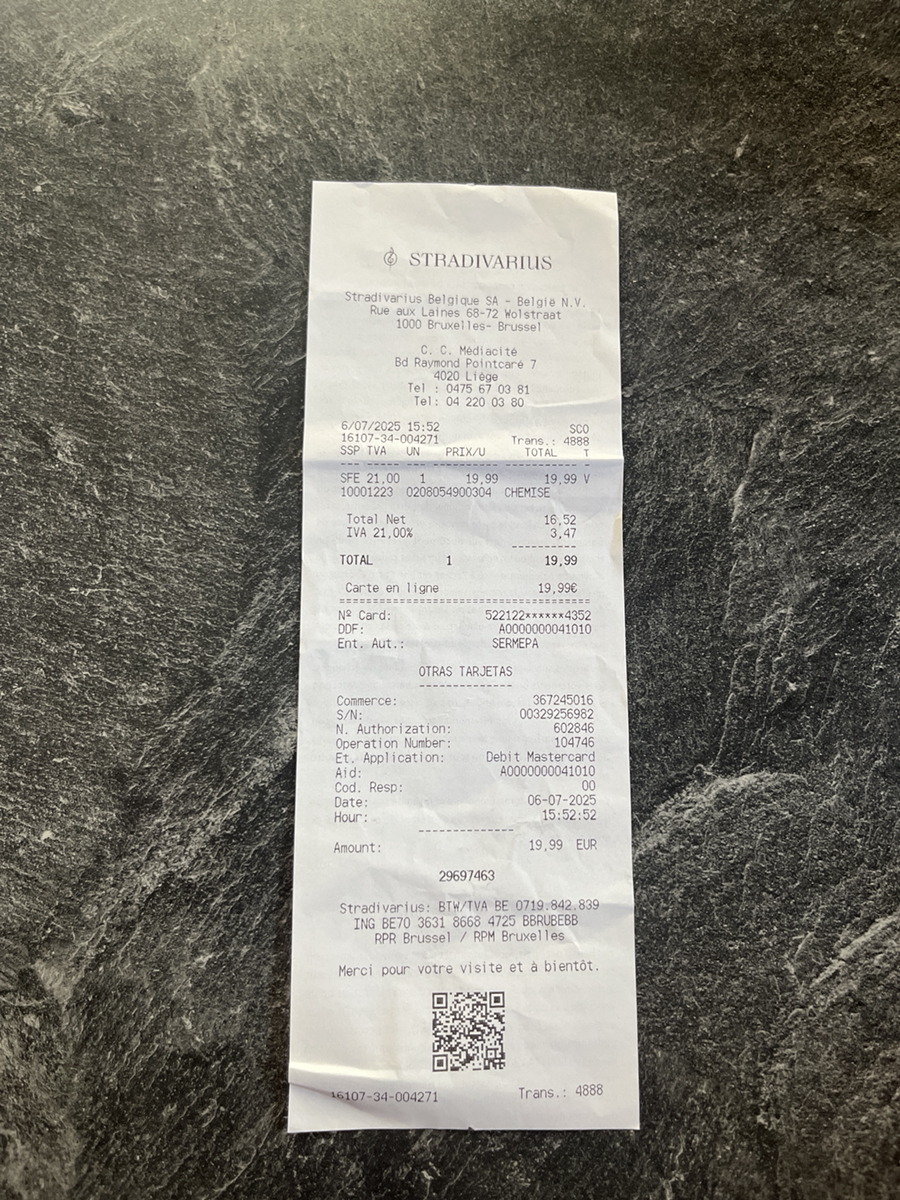 STRADIVARIUS
Stradivarius Belgique SA - België N.V.
Rue aux Laines 68-72 Wolstraat
1000 Bruxelles- Brussel
C. C. Médiacité
Bd Raymond Pointcaré 7
4020 Liège
Tel : 0475 67 03 81
Tel: 04 220 03 80
6/07/2025 15:52 SCO
16107-34-004271 Trans.: 4888
SSP TVA UN PRIX/U TOTAL T
SFE 21,00 1 19,99 19,99 V
10001223 0208054900304 CHEMISE
Total Net 16,52
IVA 21,00% 3,47
TOTAL 1 19,99
Carte en ligne 19,99€
Nº Card: 522122******4352
DDF: A0000000041010
Ent. Aut.: SERMEPA
OTRAS TARJETAS
Commerce: 367245016
S/N: 00329256982
N. Authorization: 602846
Operation Number: 104746
Et. Application: Debit Mastercard
Aid: A0000000041010
Cod. Resp: 00
Date: 06-07-2025
Hour: 15:52:52
Amount: 19,99 EUR
29697463
Stradivarius: BTW/TVA BE 0719.842.839
ING BE70 3631 8668 4725 BBRUBEBB
RPR Brussel / RPM Bruxelles
Merci pour votre visite et à bientôt.
16107-34-004271 Trans.: 4888